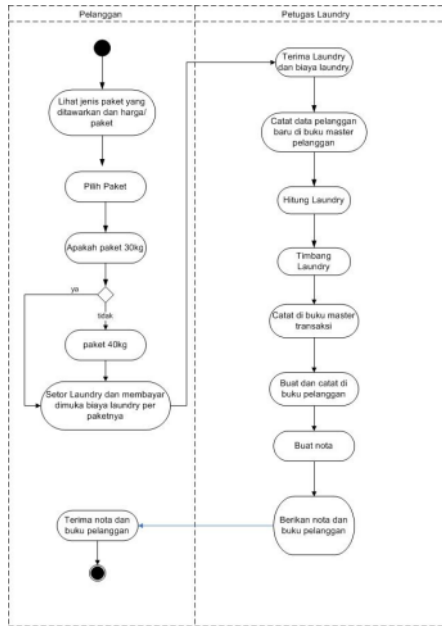 Pelanggan
Petugas Laundry
Lihat jenis paket yang
ditawarkan dan harga/
paket
Pilih Paket
Apakah paket 30kg
ya
tidak
paket 40kg
Setor Laundry dan membayar
dimuka biaya laundry per
paketnya
Terima Laundry
dan biaya laundry
Catat data pelanggan
baru di buku master
pelanggan
Hitung Laundry
Timbang
Laundry
Catat di buku master
transaksi
Buat dan catat di
buku pelanggan
Buat nota
Berikan nota dan
buku pelanggan
Terima nota dan
buku pelanggan